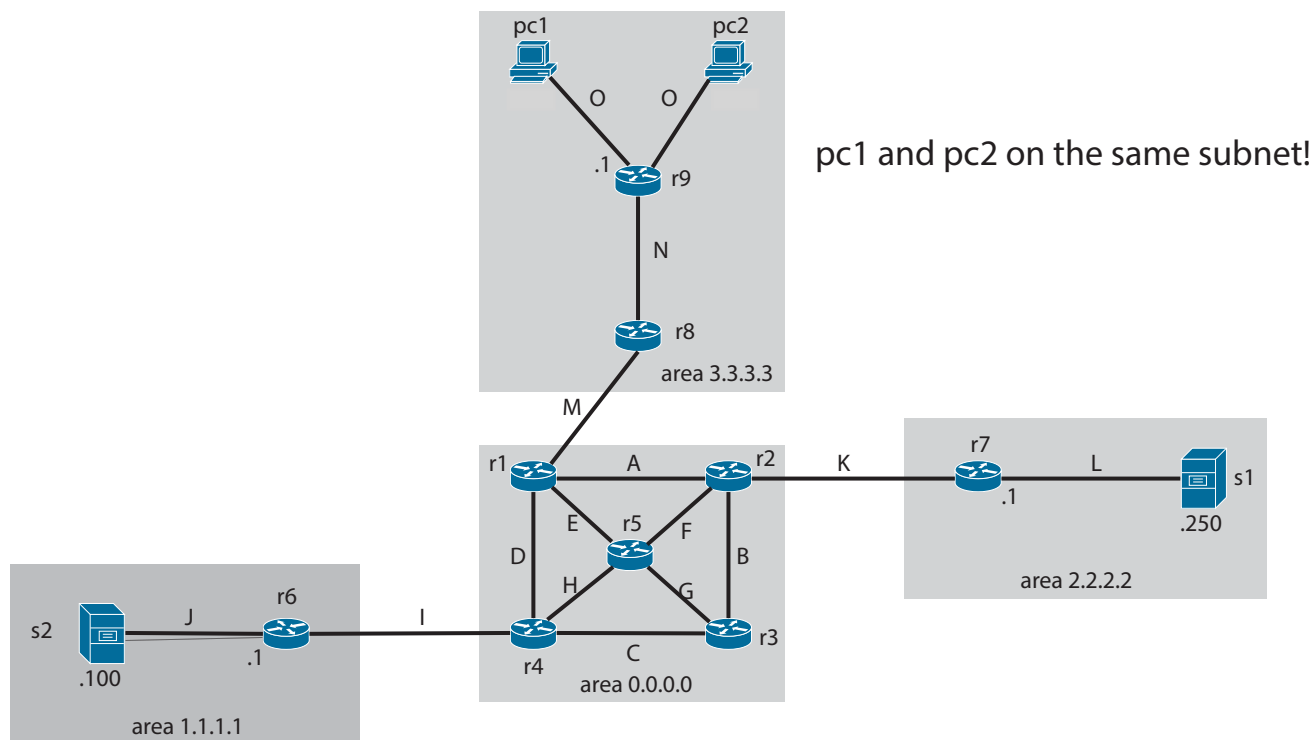 pc1
pc2
O
O
pc1 and pc2 on the same subnet!
.1
r9
N
r8
area 3.3.3.3
M
r1
A
r2
K
r7
L
s1
.1
.250
E
r5
F
D
B
H
G
area 2.2.2.2
s2
J
r6
I
.1
.100
r4
C
r3
area 0.0.0.0
area 1.1.1.1